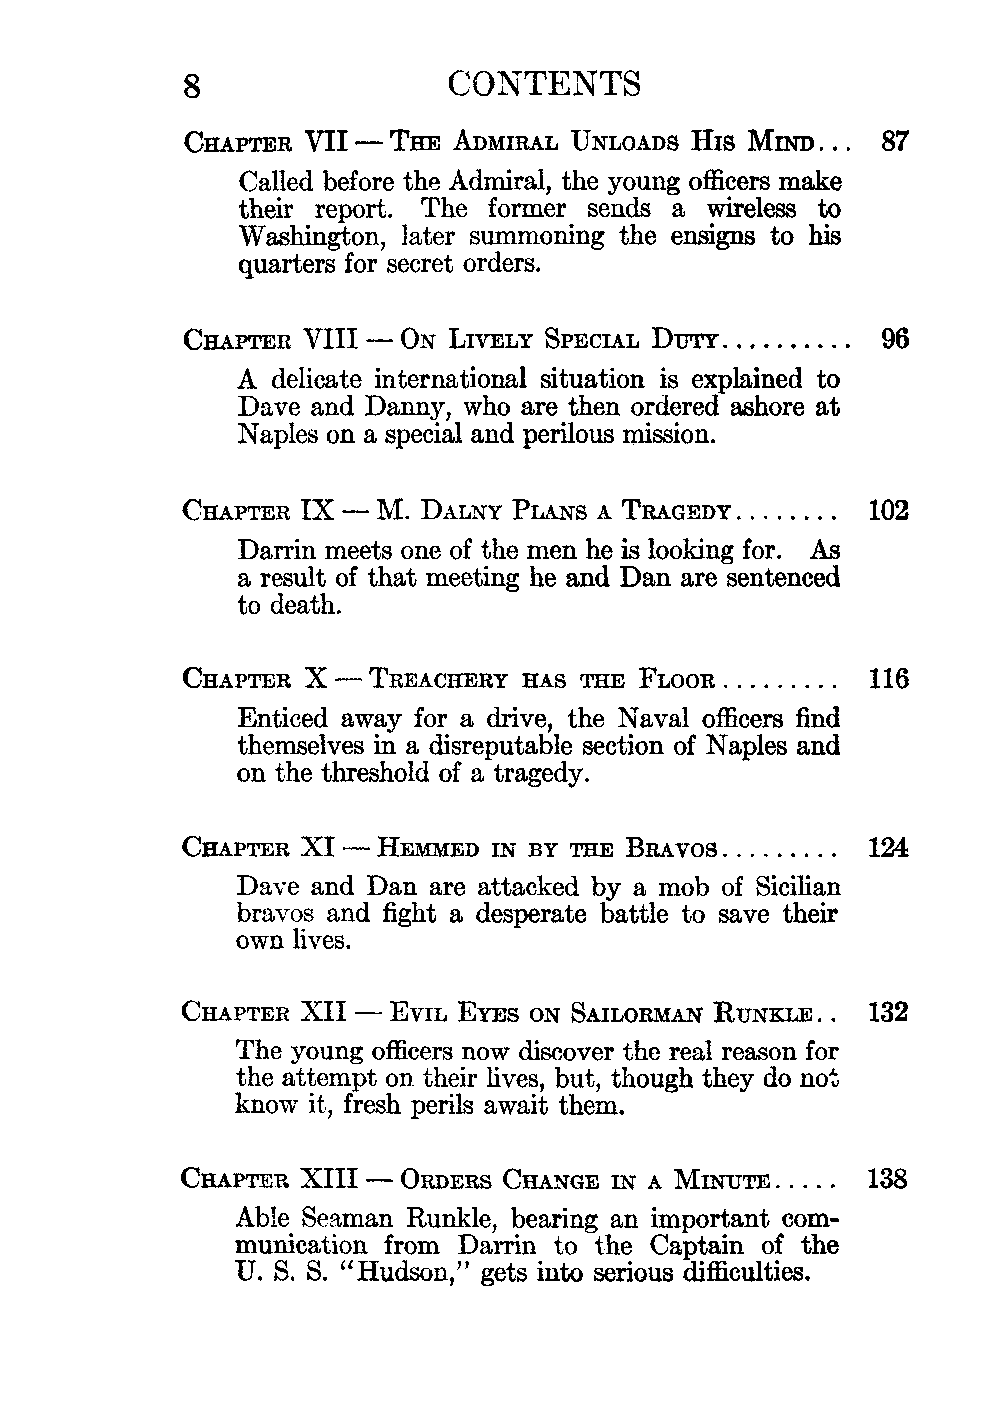 8 CONTENTS
CHAPTER VII — THE ADMIRAL UNLOADS HIS MIND... 87
Called before the Admiral, the young officers make
their report. The former sends a wireless to
Washington, later summoning the ensigns to his
quarters for secret orders.
CHAPTER VIII — ON LIVELY SPECIAL DUTY.......... 96
A delicate international situation is explained to
Dave and Danny, who are then ordered ashore at
Naples on a special and perilous mission.
CHAPTER IX — M. DALNY PLANS A TRAGEDY........ 102
Darrin meets one of the men he is looking for. As
a result of that meeting he and Dan are sentenced
to death.
CHAPTER X — TREACHERY HAS THE FLOOR......... 116
Enticed away for a drive, the Naval officers find
themselves in a disreputable section of Naples and
on the threshold of a tragedy.
CHAPTER XI — HEMMED IN BY THE BRAVOS......... 124
Dave and Dan are attacked by a mob of Sicilian
bravos and fight a desperate battle to save their
own lives.
CHAPTER XII — EVIL EYES ON SAILORMAN RUNKLE.. 132
The young officers now discover the real reason for
the attempt on their lives, but, though they do not
know it, fresh perils await them.
CHAPTER XIII — ORDERS CHANGE IN A MINUTE..... 138
Able Seaman Runkle, bearing an important com-
munication from Darrin to the Captain of the
U. S. S. "Hudson," gets into serious difficulties.